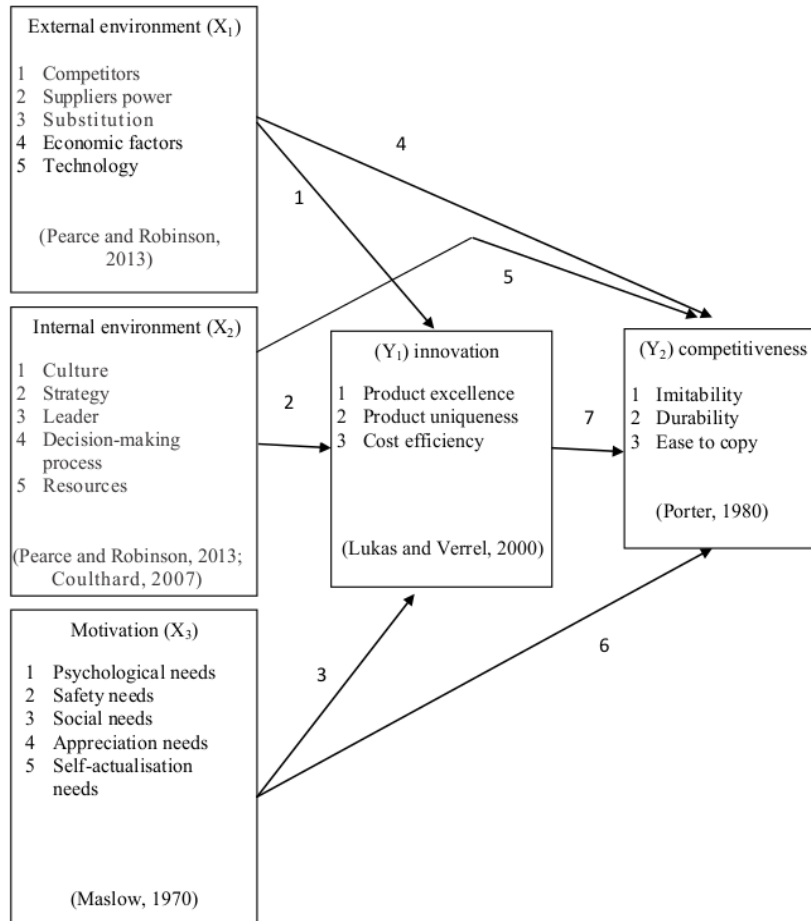 External environment (X₁)
1 Competitors
2 Suppliers power
3 Substitution
4 Economic factors
5 Technology
(Pearce and Robinson,
2013)
4
1
5
Internal environment (X₂)
1 Culture
2 Strategy
3 Leader
4 Decision-making
process
5 Resources
(Pearce and Robinson, 2013;
Coulthard, 2007)
2
(Y₁) innovation
1 Product excellence
2 Product uniqueness
3 Cost efficiency
(Lukas and Verrel, 2000)
7
(Y₂) competitiveness
1 Imitability
2 Durability
3 Ease to copy
(Porter, 1980)
Motivation (X₃)
1 Psychological needs
2 Safety needs
3 Social needs
4 Appreciation needs
5 Self-actualisation
needs
(Maslow, 1970)
3
6